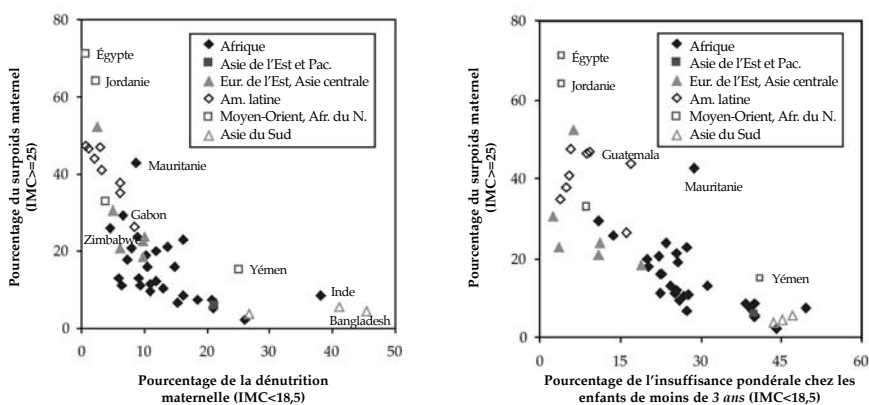 Pourcentage du surpoids maternel
(IMC>=25)
80
60
40
20
0
0
10
20
30
40
50
Afrique
Asie de l'Est et Pac.
Eur. de l'Est, Asie centrale
Am. latine
Moyen-Orient, Afr. du N.
Asie du Sud
Égypte
Jordanie
Mauritanie
Gabon
Zimbabwe
Yémen
Inde
Bangladesh
Pourcentage de la dénutrition
maternelle (IMC<18,5)
Pourcentage du surpoids maternel
(IMC>=25)
80
60
40
20
0
0
15
30
45
60
Afrique
Asie de l'Est et Pac.
Eur. de l'Est, Asie centrale
Am. latine
Moyen-Orient, Afr. du N.
Asie du Sud
Égypte
Jordanie
Guatemala
Mauritanie
Yémen
Pourcentage de l'insuffisance pondérale chez les
enfants de moins de 3 ans (IMC<18,5)